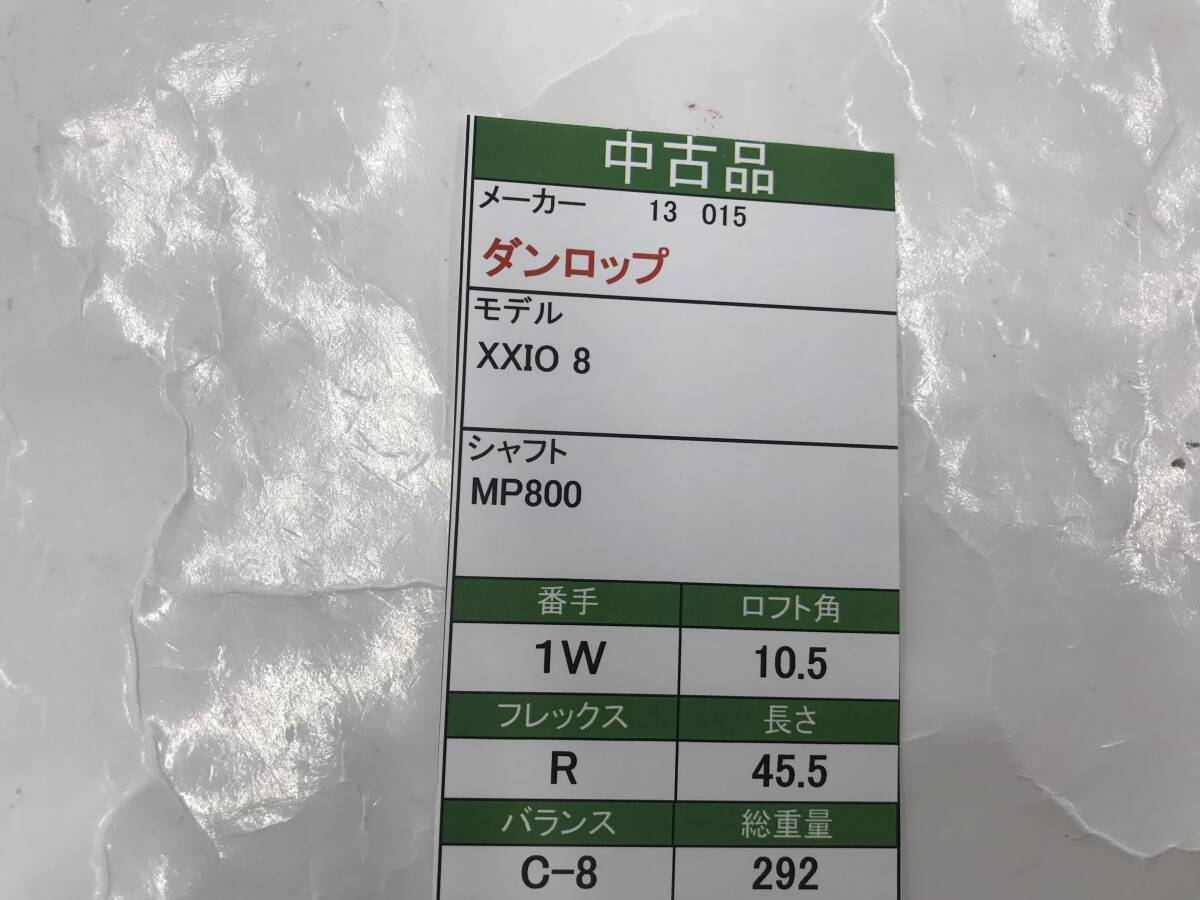 中古品
メーカー 13 015
ダンロップ
モデル
XXIO 8
シャフト
MP800
番手 ロフト角
1W 10.5
フレックス 長さ
R 45.5
バランス 総重量
C-8 292